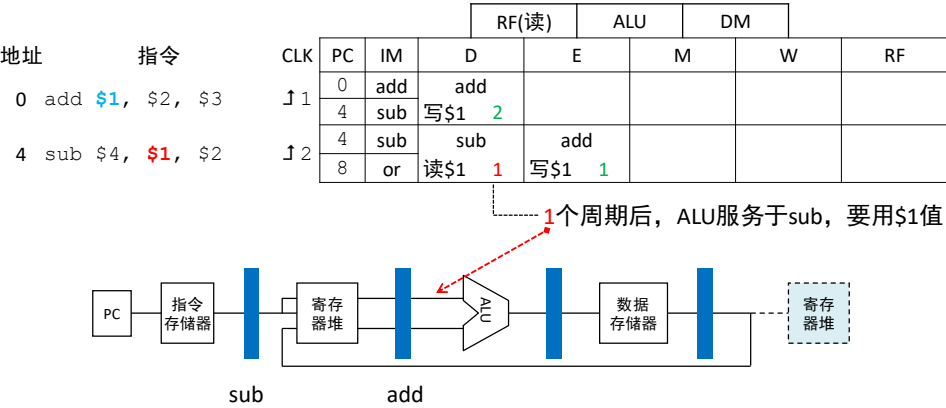 RF(读) ALU DM
地址 指令 CLK PC IM D E M W RF
0 add $1, $2, $3 1 0 add add
4 sub 写$1 2
4 sub $4, $1, $2 2 4 sub sub add
8 or 读$1 1 写$1 1
1个周期后，ALU服务于sub，要用$1值
PC 指令 寄存 ALU 数据 寄存
存储器 器堆 存储器 器堆
sub add